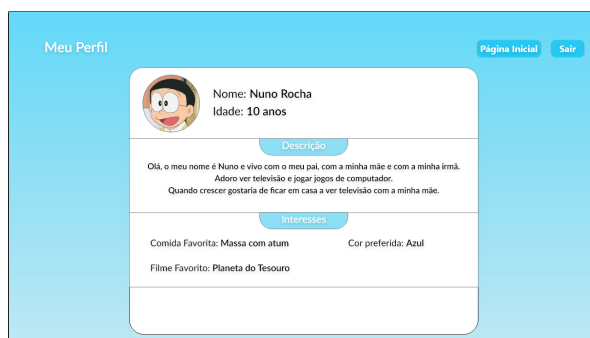 Meu Perfil
Página Inicial
Sair
Nome: Nuno Rocha
Idade: 10 anos
Descrição
Olá, o meu nome é Nuno e vivo com o meu pai, com a minha mãe e com a minha irmã.
Adoro ver televisão e jogar jogos de computador.
Quando crescer gostaria de ficar em casa a ver televisão com a minha mãe.
Interesses
Comida Favorita: Massa com atum
Cor preferida: Azul
Filme Favorito: Planeta do Tesouro